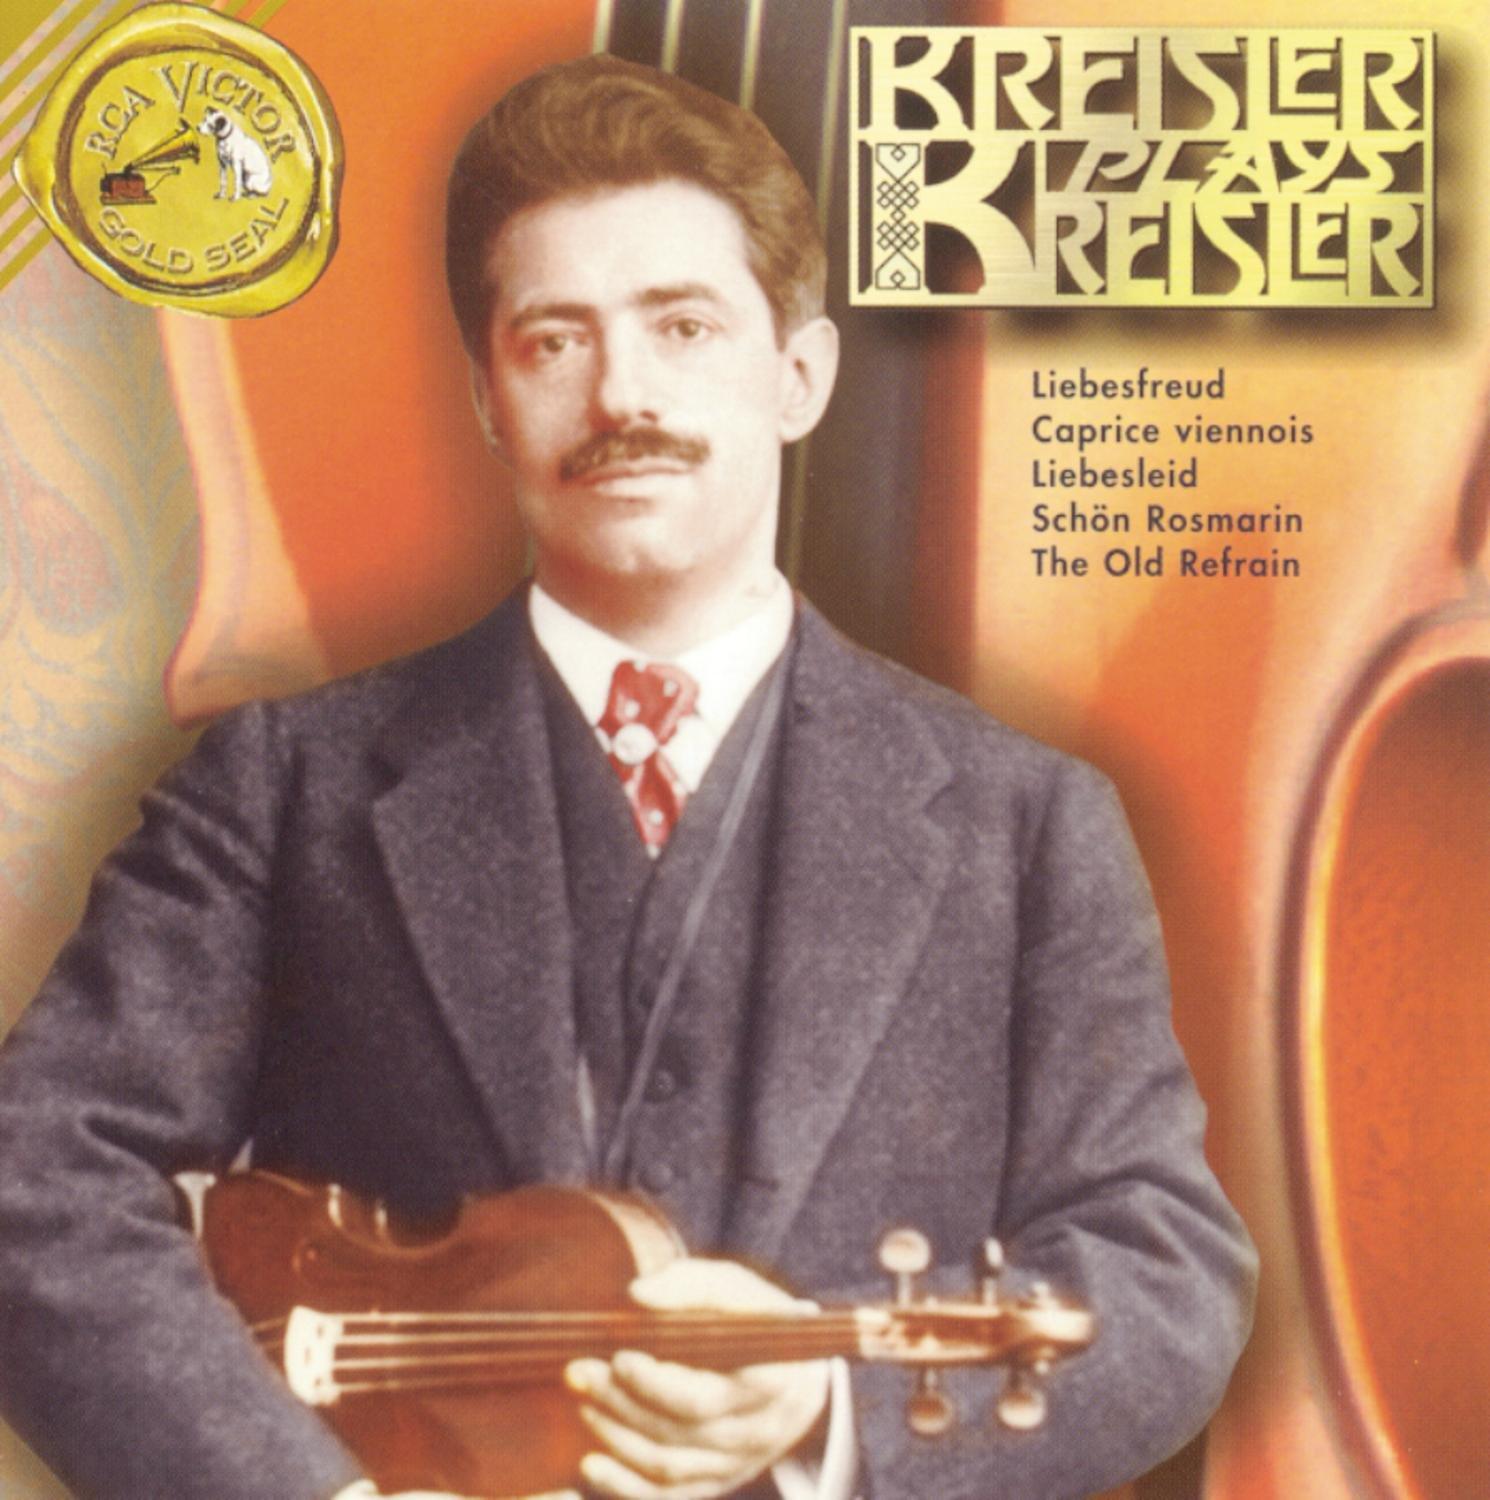 RCA VICTOR
GOLD SEAL
KREISLER
PLAYS
KREISLER
Liebesfreud
Caprice viennois
Liebesleid
Schön Rosmarin
The Old Refrain